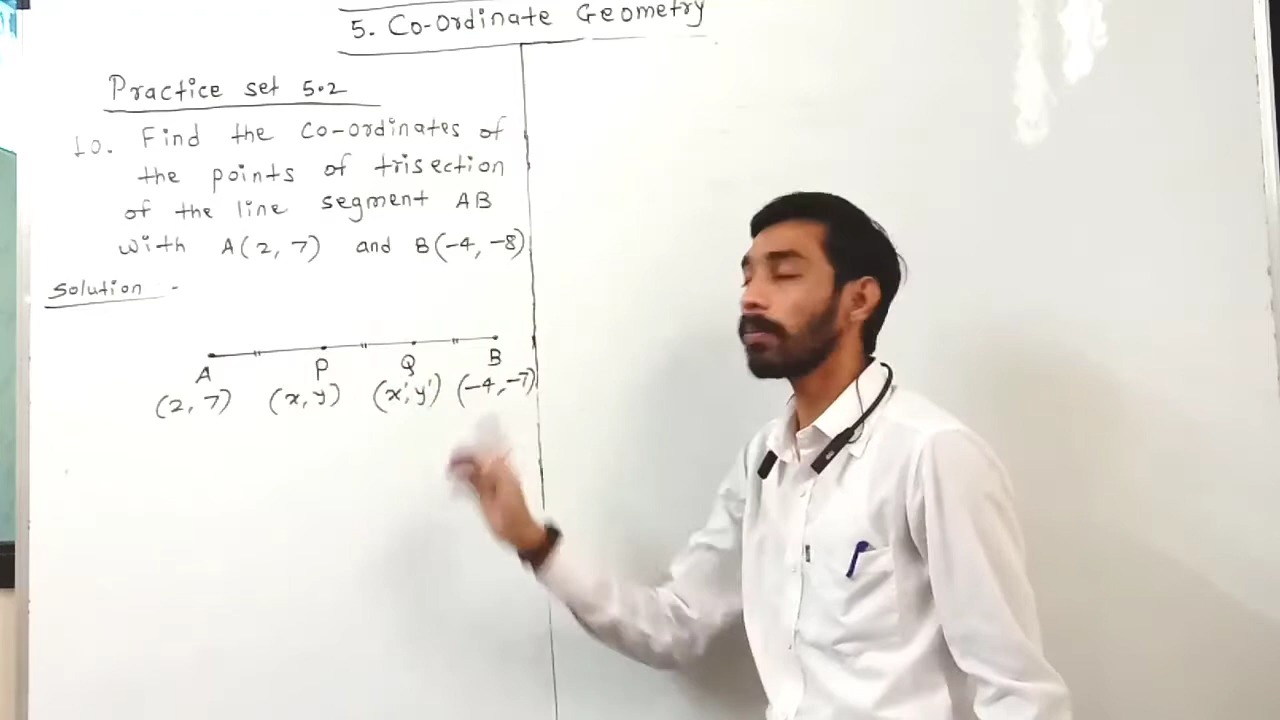 5. Co-Ordinate Geometry
Practice set 5.2
10. Find the Co-ordinates of
the points of trisection
of the line segment AB
with A(2, 7) and B(-4, -8)
Solution :-
A P Q B
(2, 7) (x, y) (x', y') (-4, -7)